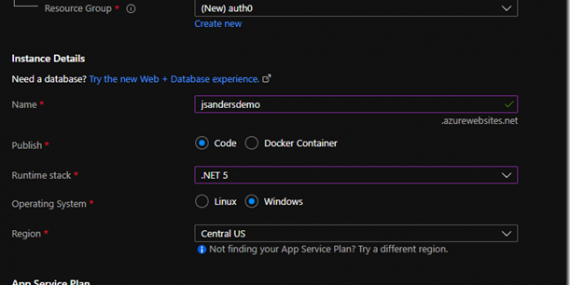 Resource Group *
(New) auth0
Create new
Instance Details
Need a database? Try the new Web + Database experience.
Name *
jsandersdemo
.azurewebsites.net
Publish *
Code
Docker Container
Runtime stack *
.NET 5
Operating System *
Linux
Windows
Region *
Central US
Not finding your App Service Plan? Try a different region.
App Service Plan